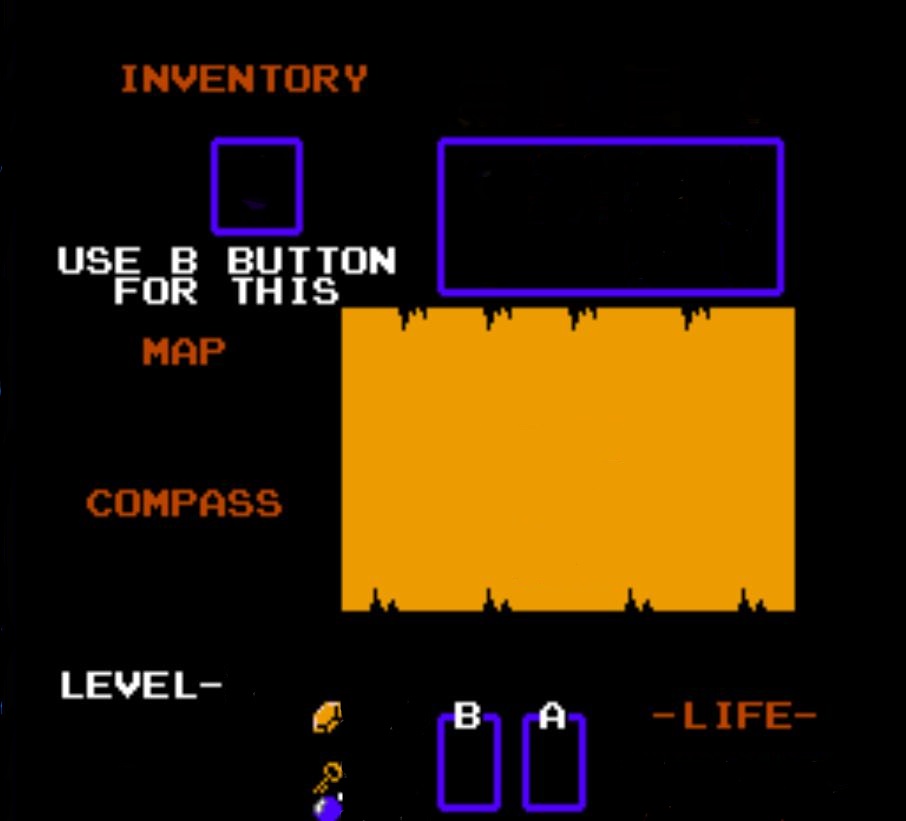 INVENTORY
USE B BUTTON
FOR THIS
MAP
COMPASS
LEVEL-
B
A
-LIFE-